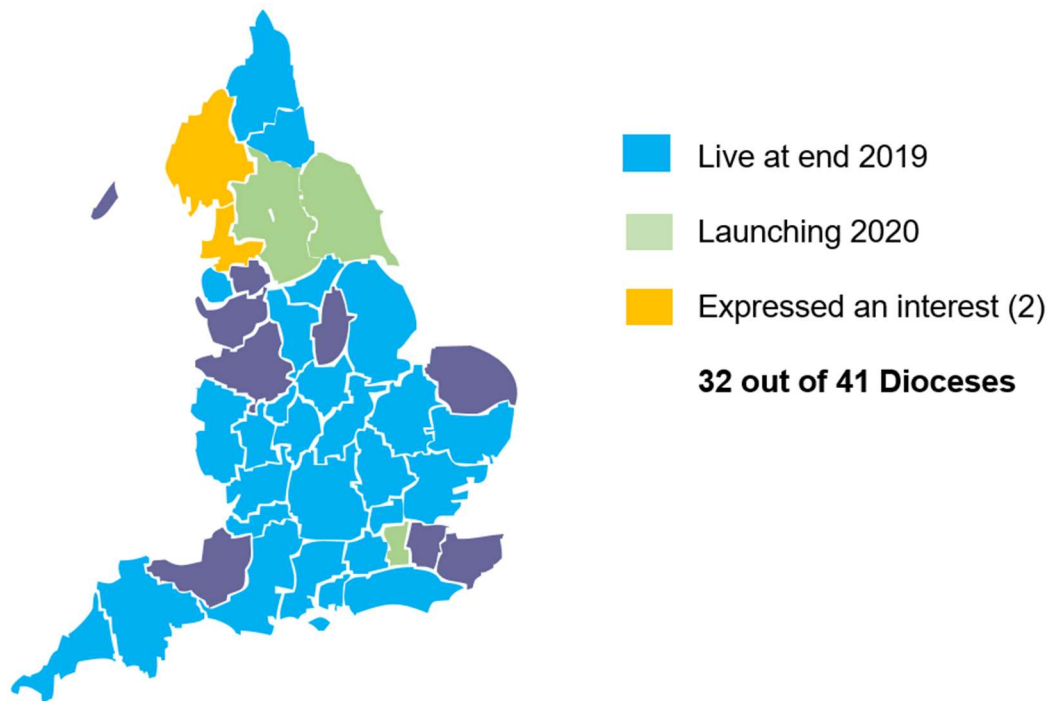 Live at end 2019
Launching 2020
Expressed an interest (2)
32 out of 41 Dioceses